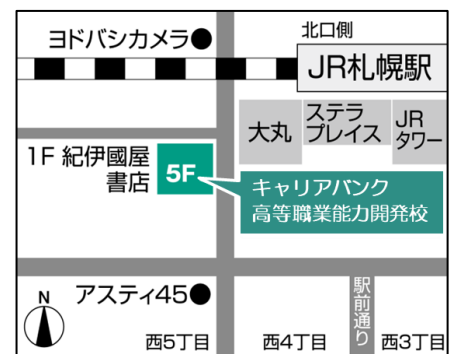 ヨドバシカメラ
北口側
JR札幌駅
大丸
ステラ
プレイス
JR
タワー
1F 紀伊國屋
書店
5F
キャリアバンク
高等職業能力開発校
N
アスティ45
駅前通り
西5丁目
西4丁目
西3丁目